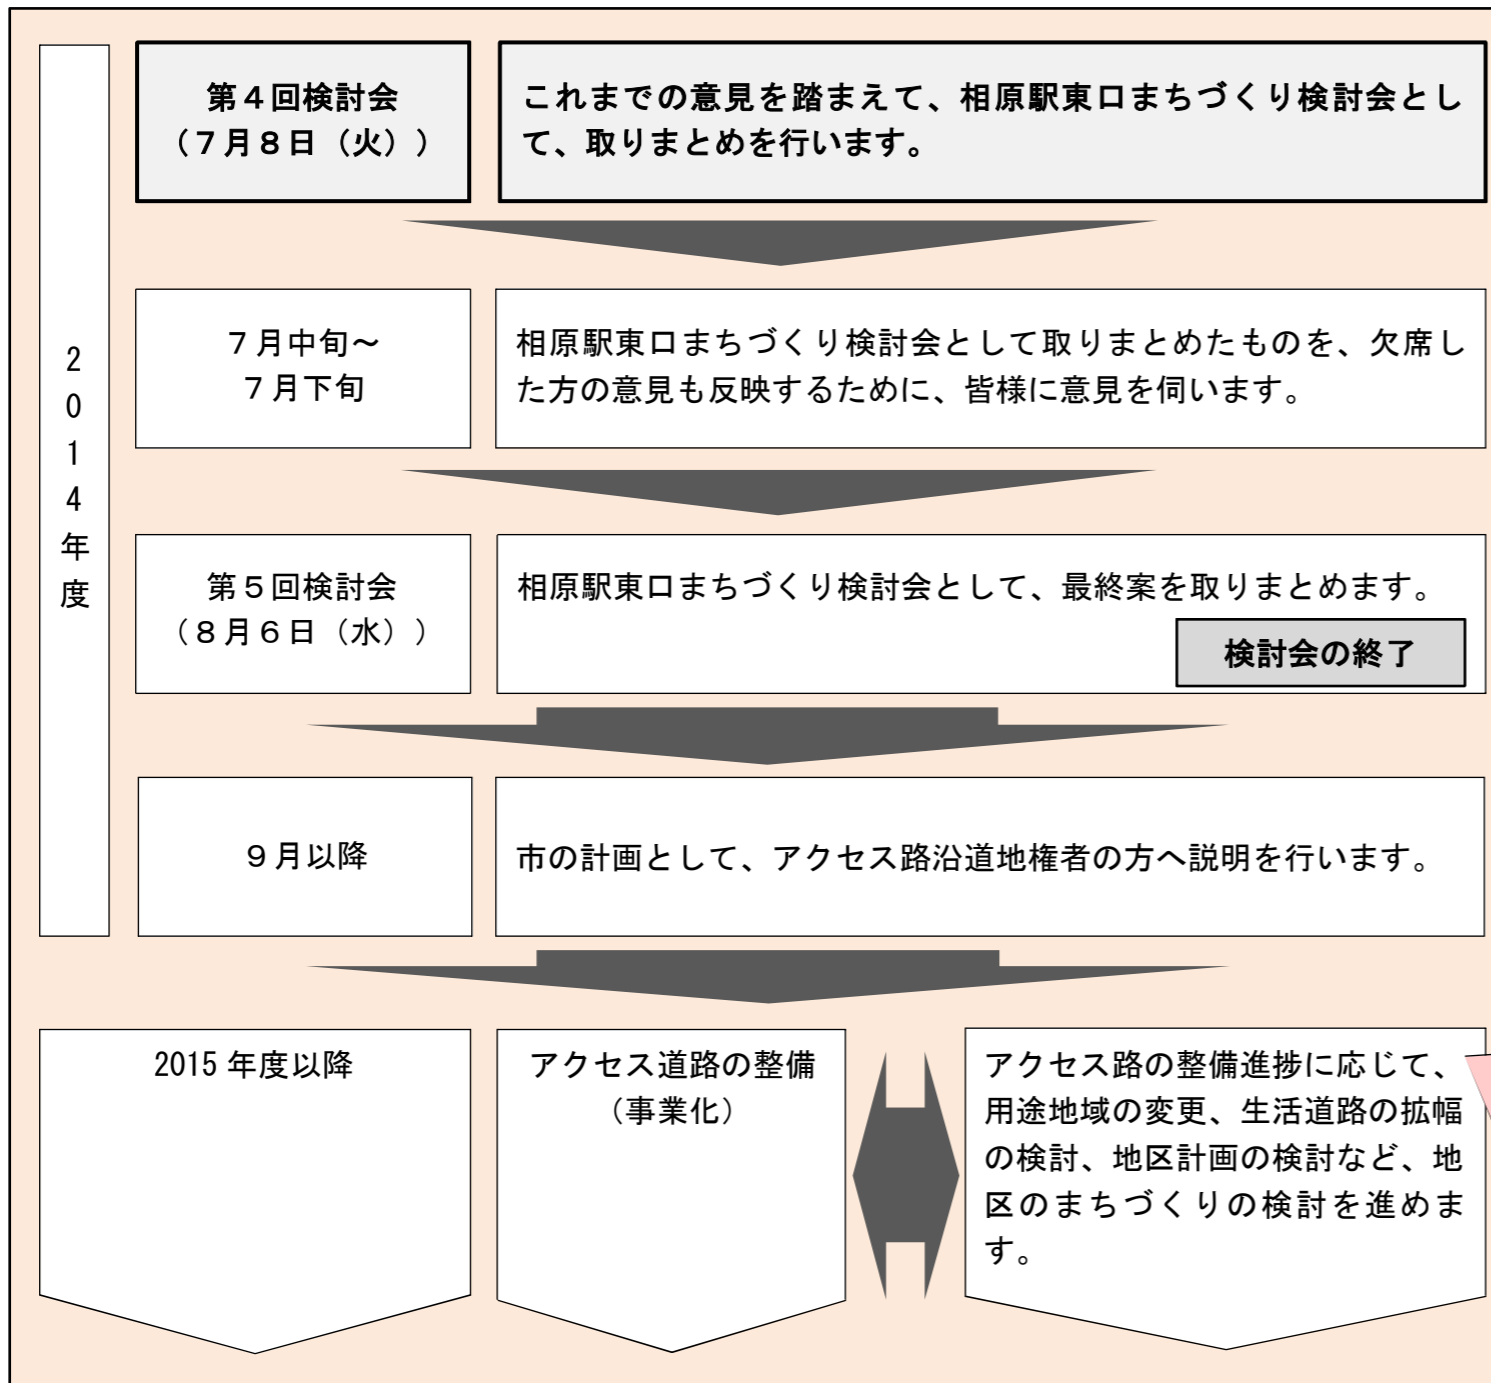 2014年度
第4回検討会
(7月8日(火))
これまでの意見を踏まえて、相原駅東口まちづくり検討会とし
て、取りまとめを行います。
7月中旬~
7月下旬
相原駅東口まちづくり検討会として取りまとめたものを、欠席し
た方の意見も反映するために、皆様に意見を伺います。
第5回検討会
(8月6日(水))
相原駅東口まちづくり検討会として、最終案を取りまとめます。
検討会の終了
9月以降
市の計画として、アクセス路沿道地権者の方へ説明を行います。
2015年度以降
アクセス道路の整備
(事業化)
アクセス路の整備進捗に応じて、
用途地域の変更、生活道路の拡幅
の検討、地区計画の検討など、地
区のまちづくりの検討を進めま
す。